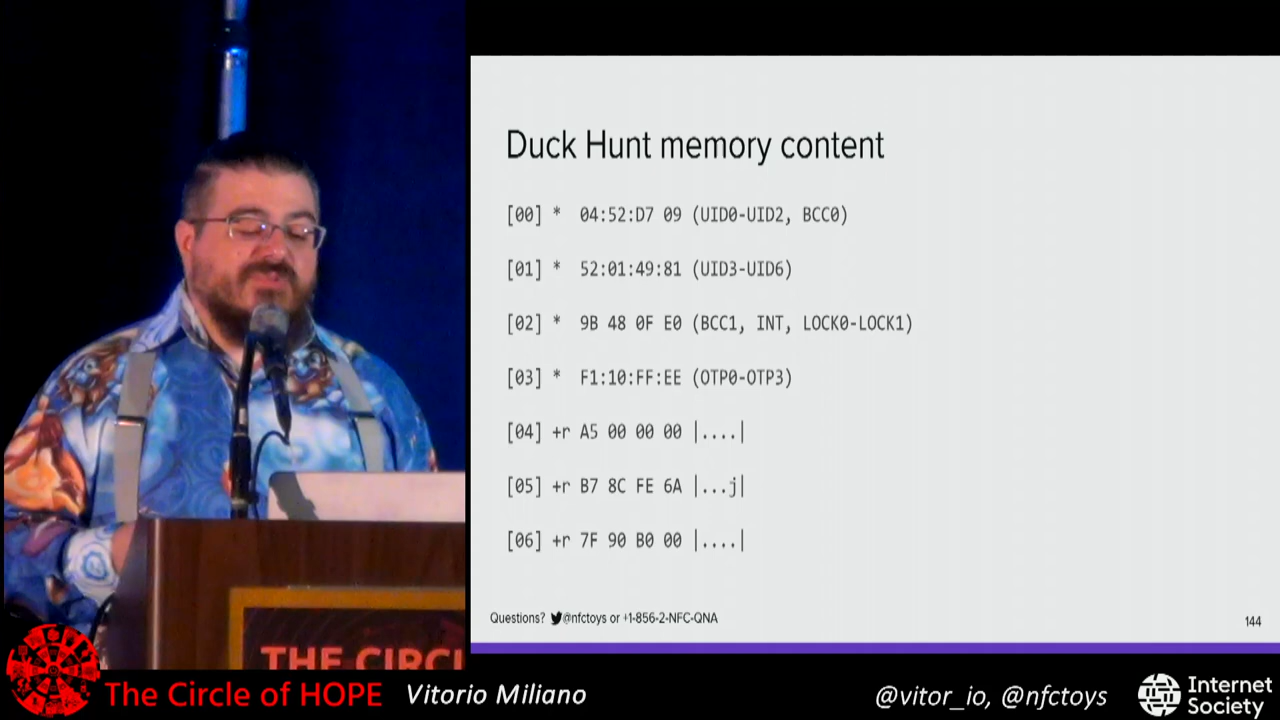 Duck Hunt memory content
[00] *  04:52:D7 09 (UID0-UID2, BCC0)
[01] *  52:01:49:81 (UID3-UID6)
[02] *  9B 48 0F E0 (BCC1, INT, LOCK0-LOCK1)
[03] *  F1:10:FF:EE (OTP0-OTP3)
[04] +r A5 00 00 00 |....|
[05] +r B7 8C FE 6A |...j|
[06] +r 7F 90 B0 00 |....|
Questions? @nfctoys or +1-856-2-NFC-QNA
144
THE CIRCL
The Circle of HOPE
Vitorio Miliano
@vitor_io, @nfctoys
Internet
Society